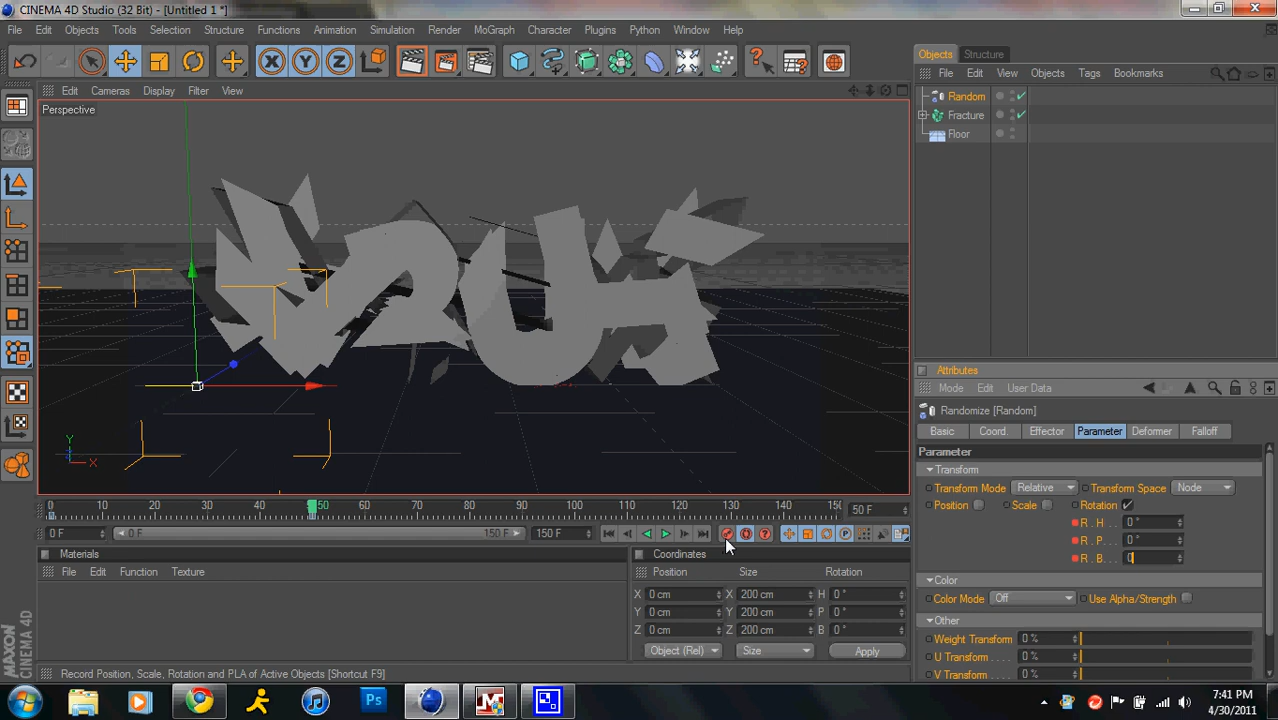 CINEMA 4D Studio (32 Bit) - [Untitled 1 *]
File Edit Objects Tools Selection Structure Functions Animation Simulation Render MoGraph Character Plugins Python Window Help
X Y Z
Edit Cameras Display Filter View
Perspective
Y
X
0 10 20 30 40 50 60 70 80 90 100 110 120 130 140 150
50 F
0 F
0 F
150 F
150 F
Materials
File Edit Function Texture
Coordinates
Position Size Rotation
X 0 cm X 200 cm H 0 °
Y 0 cm Y 200 cm P 0 °
Z 0 cm Z 200 cm B 0 °
Object (Rel) Size Apply
MAXON
CINEMA 4D
Record Position, Scale, Rotation and PLA of Active Objects [Shortcut F9]
Objects Structure
File Edit View Objects Tags Bookmarks
Random
Fracture
Floor
Attributes
Mode Edit User Data
Randomize [Random]
Basic Coord. Effector Parameter Deformer Falloff
Parameter
Transform
Transform Mode Relative Transform Space Node
Position Scale Rotation
R . H . . 0 °
R . P. . . 0 °
R . B. . . 0
Color
Color Mode Off Use Alpha/Strength
Other
Weight Transform 0 %
U Transform . . . . 0 %
V Transform . . . . 0 %
Ps
7:41 PM
4/30/2011